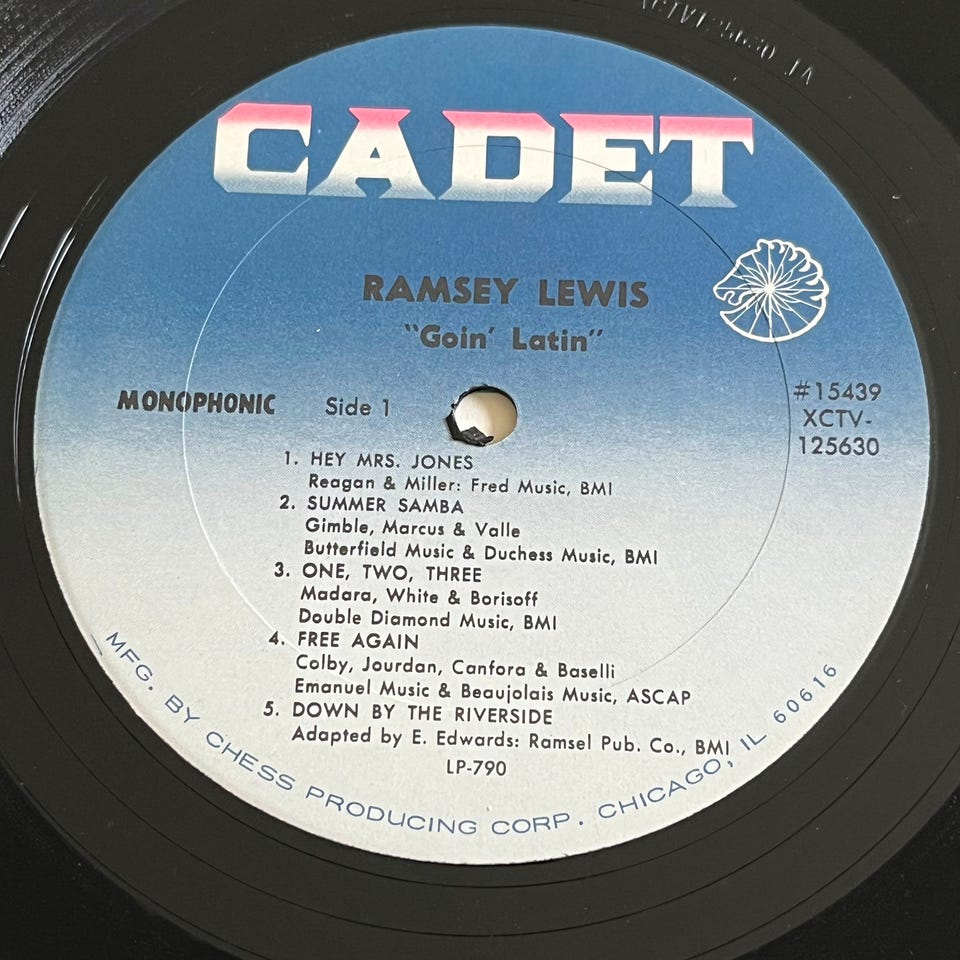 XCTV125630 1A
CADET
RAMSEY LEWIS
"Goin' Latin"
MONOPHONIC Side 1
#15439
XCTV-
125630
1. HEY MRS. JONES
Reagan & Miller: Fred Music, BMI
2. SUMMER SAMBA
Gimble, Marcus & Valle
Butterfield Music & Duchess Music, BMI
3. ONE, TWO, THREE
Madara, White & Borisoff
Double Diamond Music, BMI
4. FREE AGAIN
Colby, Jourdan, Canfora & Baselli
Emanuel Music & Beaujolais Music, ASCAP
5. DOWN BY THE RIVERSIDE
Adapted by E. Edwards: Ramsel Pub. Co., BMI
LP-790
MFG. BY CHESS PRODUCING CORP. CHICAGO, IL 60616